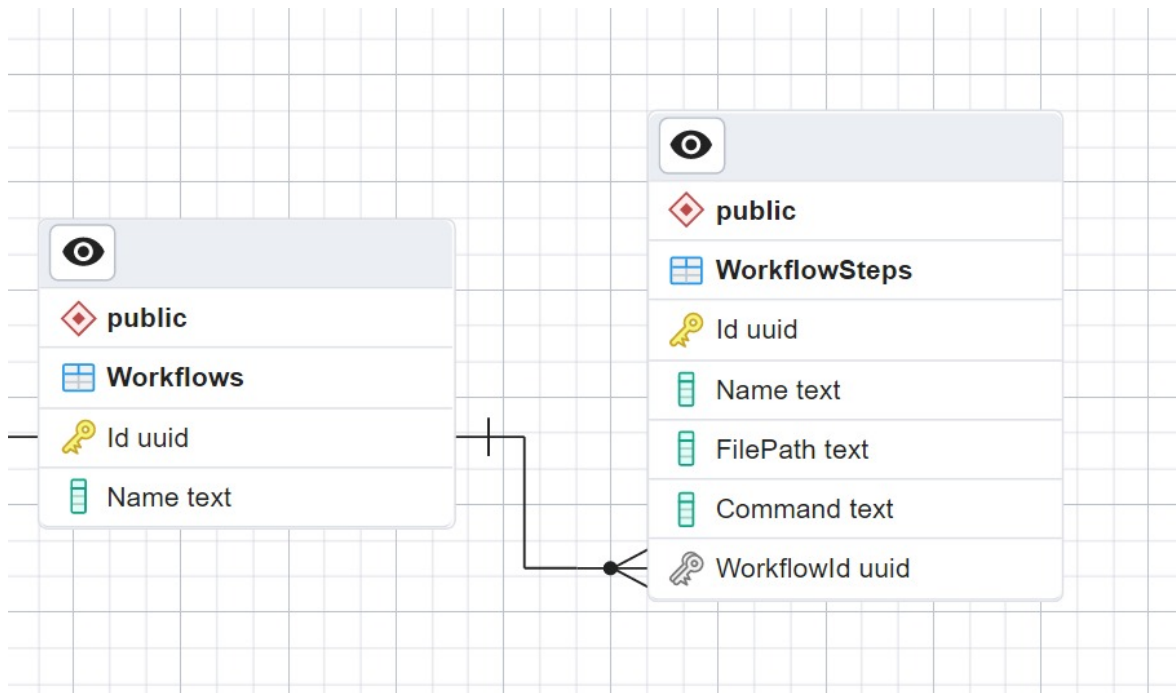 public
Workflows
Id uuid
Name text
public
WorkflowSteps
Id uuid
Name text
FilePath text
Command text
WorkflowId uuid